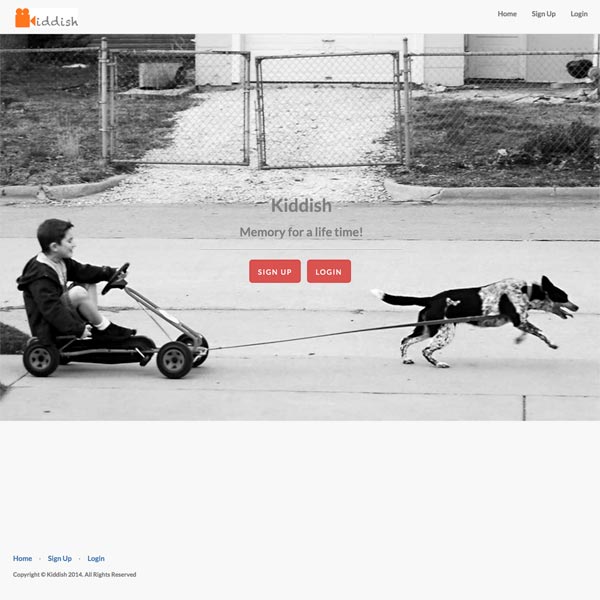 Kiddish
Home Sign Up Login
Kiddish
Memory for a life time!
SIGN UP LOGIN
Home · Sign Up · Login
Copyright © Kiddish 2014. All Rights Reserved